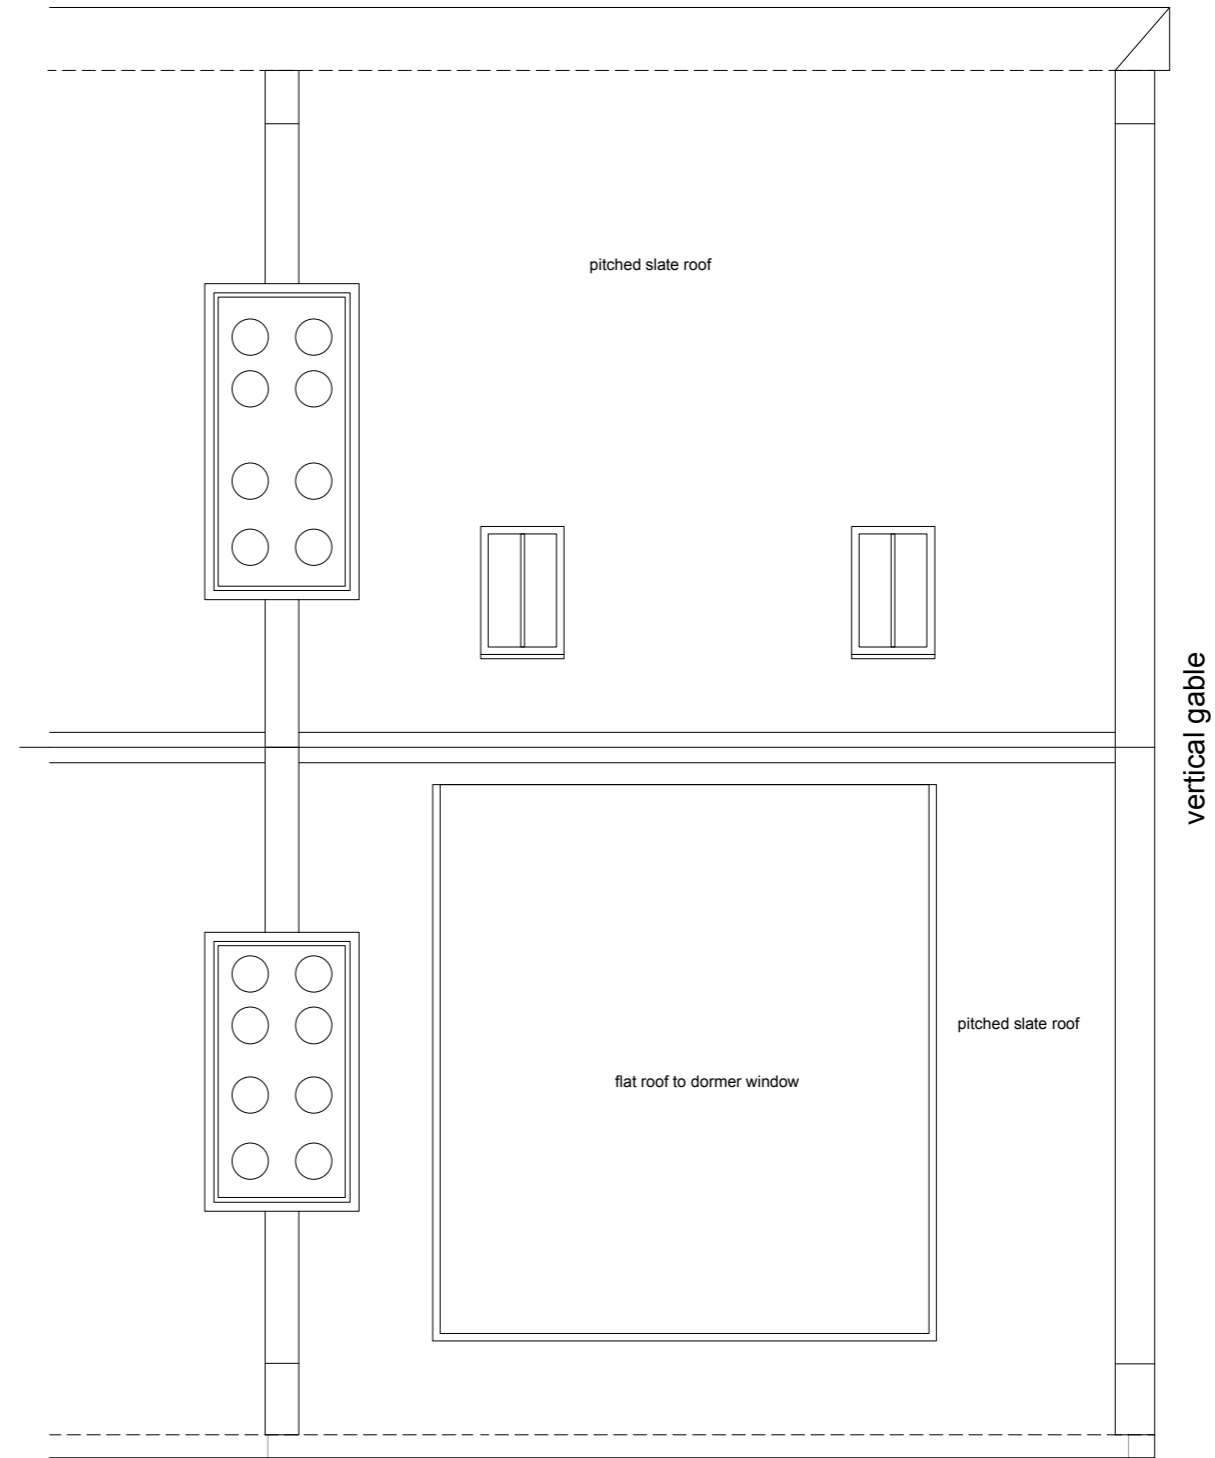 pitched slate roof
vertical gable
pitched slate roof
flat roof to dormer window